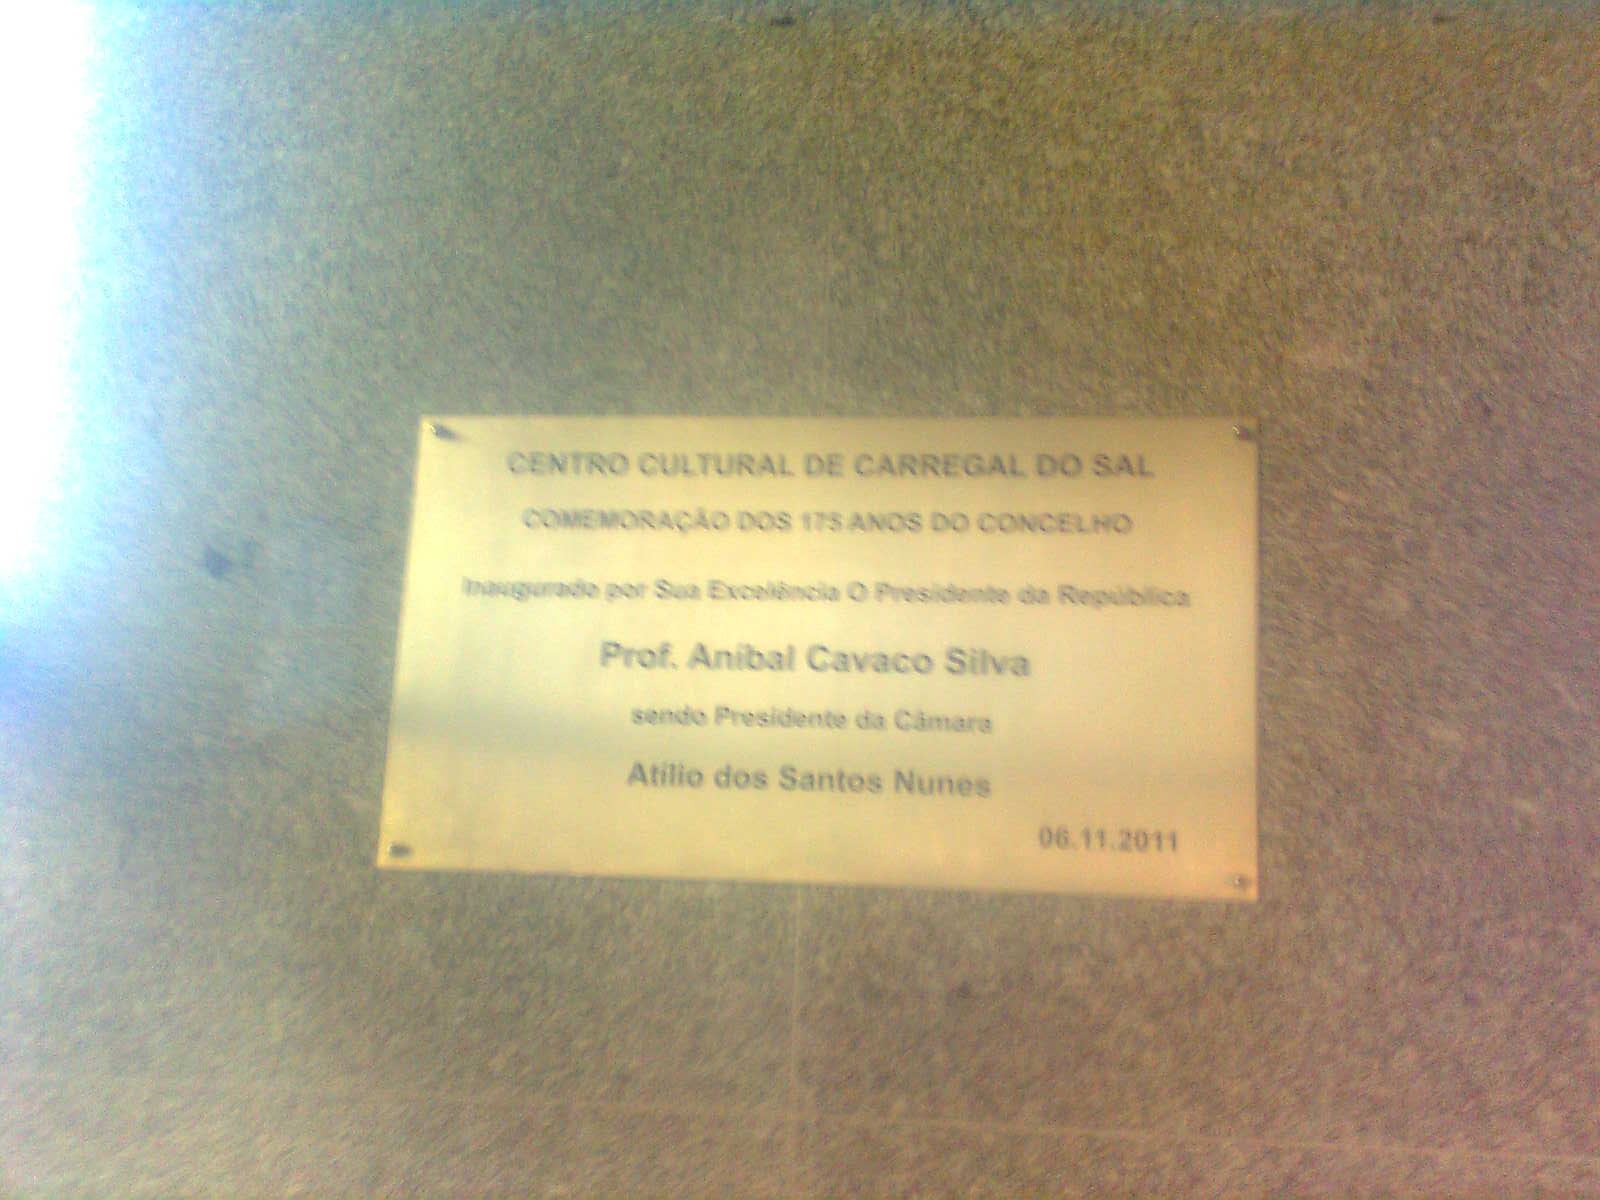 CENTRO CULTURAL DE CARREGAL DO SAL
COMEMORAÇÃO DOS 175 ANOS DO CONCELHO
Inaugurado por Sua Excelência O Presidente da República
Prof. Aníbal Cavaco Silva
sendo Presidente da Câmara
Atílio dos Santos Nunes
06.11.2011